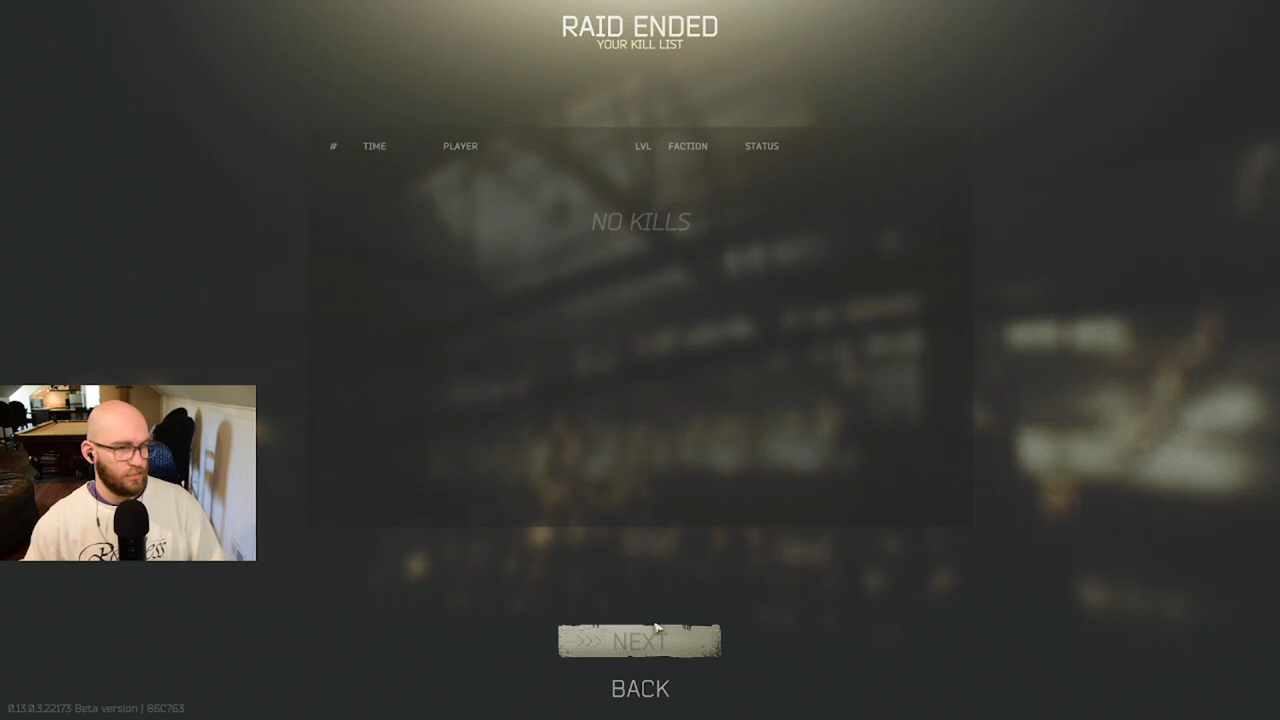 RAID ENDED
YOUR KILL LIST
# TIME PLAYER LVL FACTION STATUS
NO KILLS
>>> NEXT
BACK
0.13.0.3.22173 Beta version | 86C763